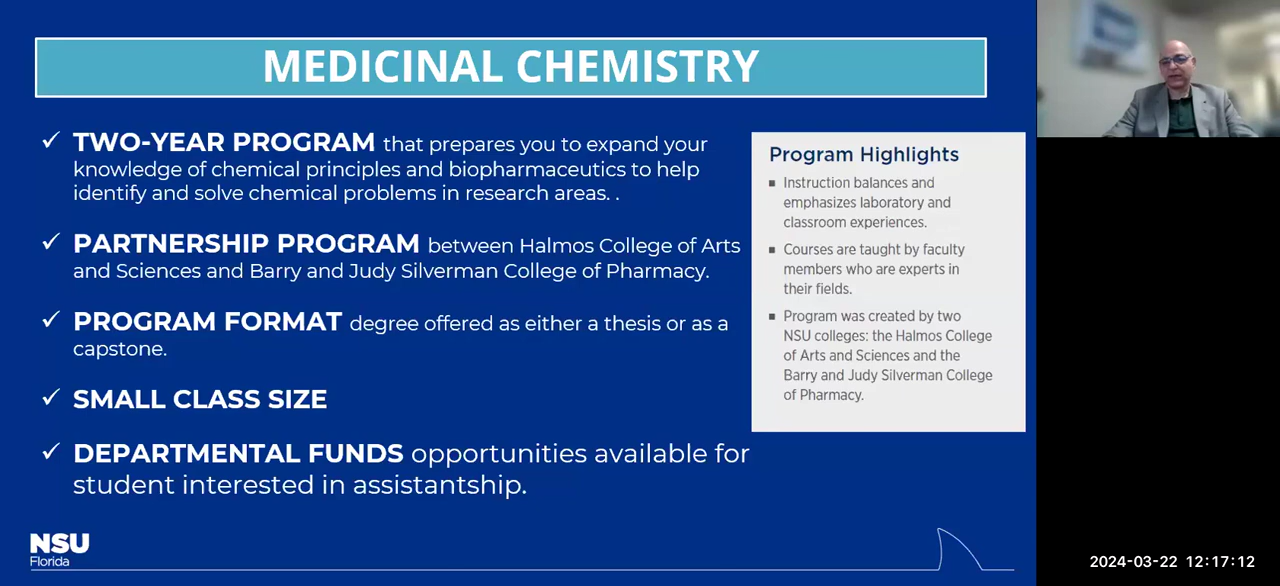 MEDICINAL CHEMISTRY
✓ TWO-YEAR PROGRAM that prepares you to expand your
knowledge of chemical principles and biopharmaceutics to help
identify and solve chemical problems in research areas. .
✓ PARTNERSHIP PROGRAM between Halmos College of Arts
and Sciences and Barry and Judy Silverman College of Pharmacy.
✓ PROGRAM FORMAT degree offered as either a thesis or as a
capstone.
✓ SMALL CLASS SIZE
✓ DEPARTMENTAL FUNDS opportunities available for
student interested in assistantship.
Program Highlights
▪ Instruction balances and
emphasizes laboratory and
classroom experiences.
▪ Courses are taught by faculty
members who are experts in
their fields.
▪ Program was created by two
NSU colleges: the Halmos College
of Arts and Sciences and the
Barry and Judy Silverman College
of Pharmacy.
NSU
Florida
2024-03-22 12:17:12